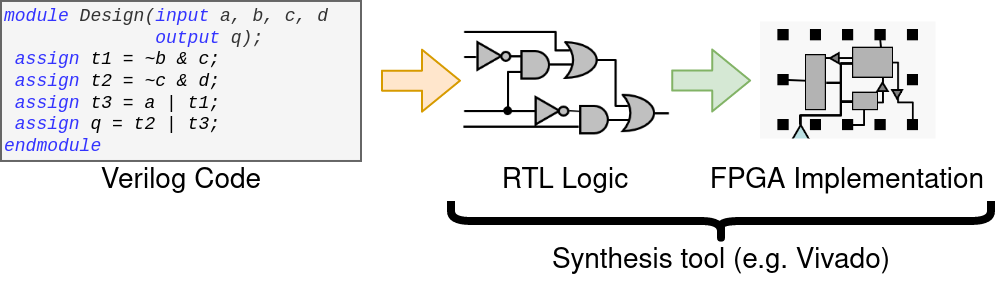 module Design(input a, b, c, d
output q);
assign t1 = ~b & c;
assign t2 = ~c & d;
assign t3 = a | t1;
assign q = t2 | t3;
endmodule
Verilog Code
RTL Logic
FPGA Implementation
Synthesis tool (e.g. Vivado)